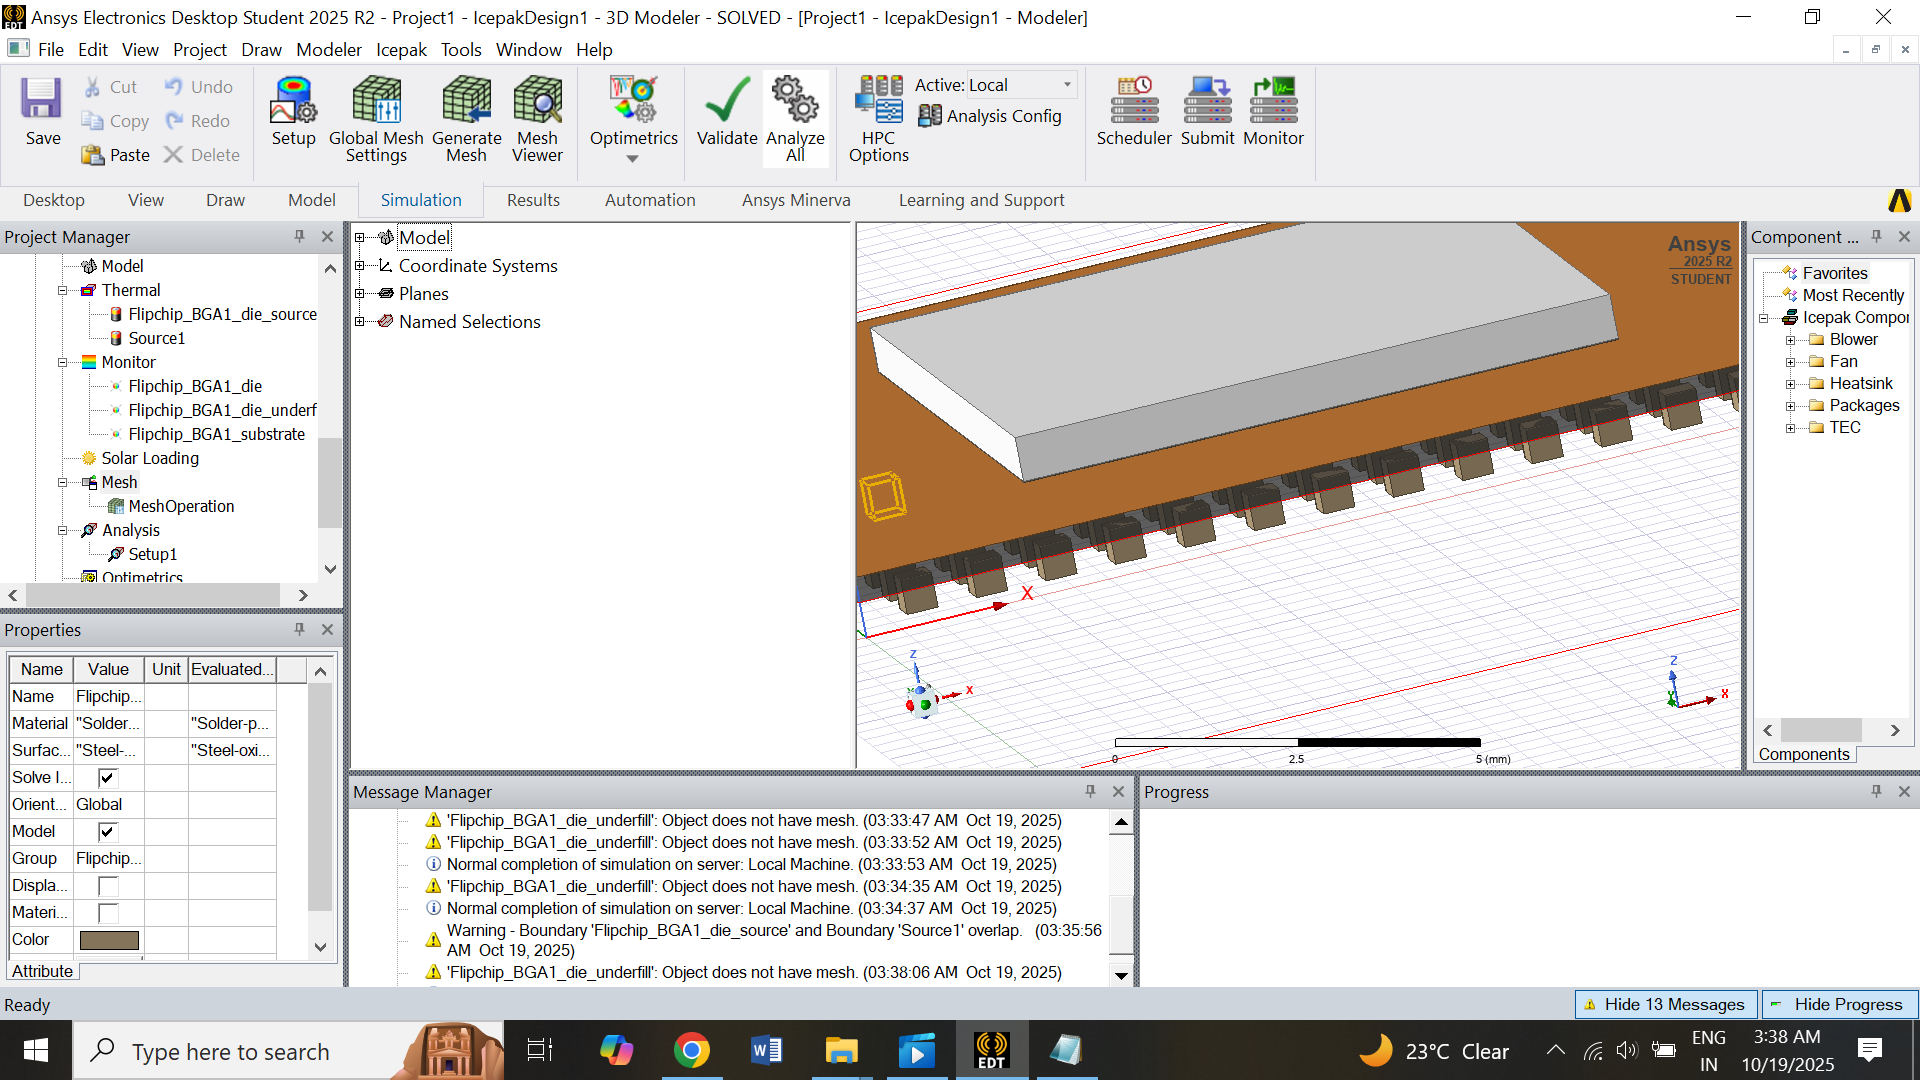 Ansys Electronics Desktop Student 2025 R2 - Project1 - IcepakDesign1 - 3D Modeler - SOLVED - [Project1 - IcepakDesign1 - Modeler]
File Edit View Project Draw Modeler Icepak Tools Window Help
Save
Cut
Copy
Paste
Undo
Redo
Delete
Setup
Global Mesh Settings
Generate Mesh
Mesh Viewer
Optimetrics
Validate
Analyze All
HPC Options
Active: Local
Analysis Config
Scheduler
Submit
Monitor
Desktop View Draw Model Simulation Results Automation Ansys Minerva Learning and Support
Project Manager
Model
Thermal
Flipchip_BGA1_die_source
Source1
Monitor
Flipchip_BGA1_die
Flipchip_BGA1_die_underf
Flipchip_BGA1_substrate
Solar Loading
Mesh
MeshOperation
Analysis
Setup1
Optimetrics
Properties
Name Value Unit Evaluated...
Name Flipchip...
Material "Solder... "Solder-p...
Surfac... "Steel-... "Steel-oxi...
Solve I...
Orient... Global
Model
Group Flipchip...
Displa...
Materi...
Color
Attribute
Model
Coordinate Systems
Planes
Named Selections
Ansys
2025 R2
STUDENT
X
Z
X
Z
X
0 2.5 5 (mm)
Component ...
Favorites
Most Recently
Icepak Compor
Blower
Fan
Heatsink
Packages
TEC
Components
Message Manager
'Flipchip_BGA1_die_underfill': Object does not have mesh. (03:33:47 AM Oct 19, 2025)
'Flipchip_BGA1_die_underfill': Object does not have mesh. (03:33:52 AM Oct 19, 2025)
Normal completion of simulation on server: Local Machine. (03:33:53 AM Oct 19, 2025)
'Flipchip_BGA1_die_underfill': Object does not have mesh. (03:34:35 AM Oct 19, 2025)
Normal completion of simulation on server: Local Machine. (03:34:37 AM Oct 19, 2025)
Warning - Boundary 'Flipchip_BGA1_die_source' and Boundary 'Source1' overlap. (03:35:56
AM Oct 19, 2025)
'Flipchip_BGA1_die_underfill': Object does not have mesh. (03:38:06 AM Oct 19, 2025)
Progress
Ready
Hide 13 Messages
Hide Progress
Type here to search
EDT
23°C Clear
ENG
IN
3:38 AM
10/19/2025